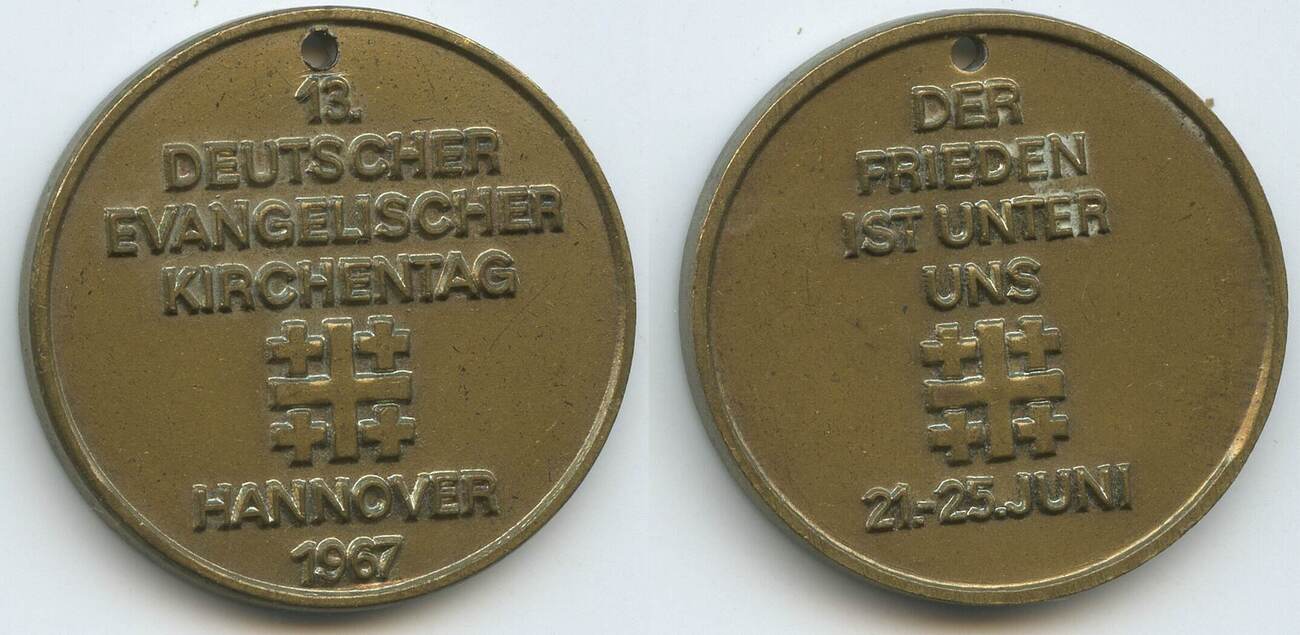 13.
DEUTSCHER
EVANGELISCHER
KIRCHENTAG
HANNOVER
1967
DER
FRIEDEN
IST UNTER
UNS
21.-25.JUNI